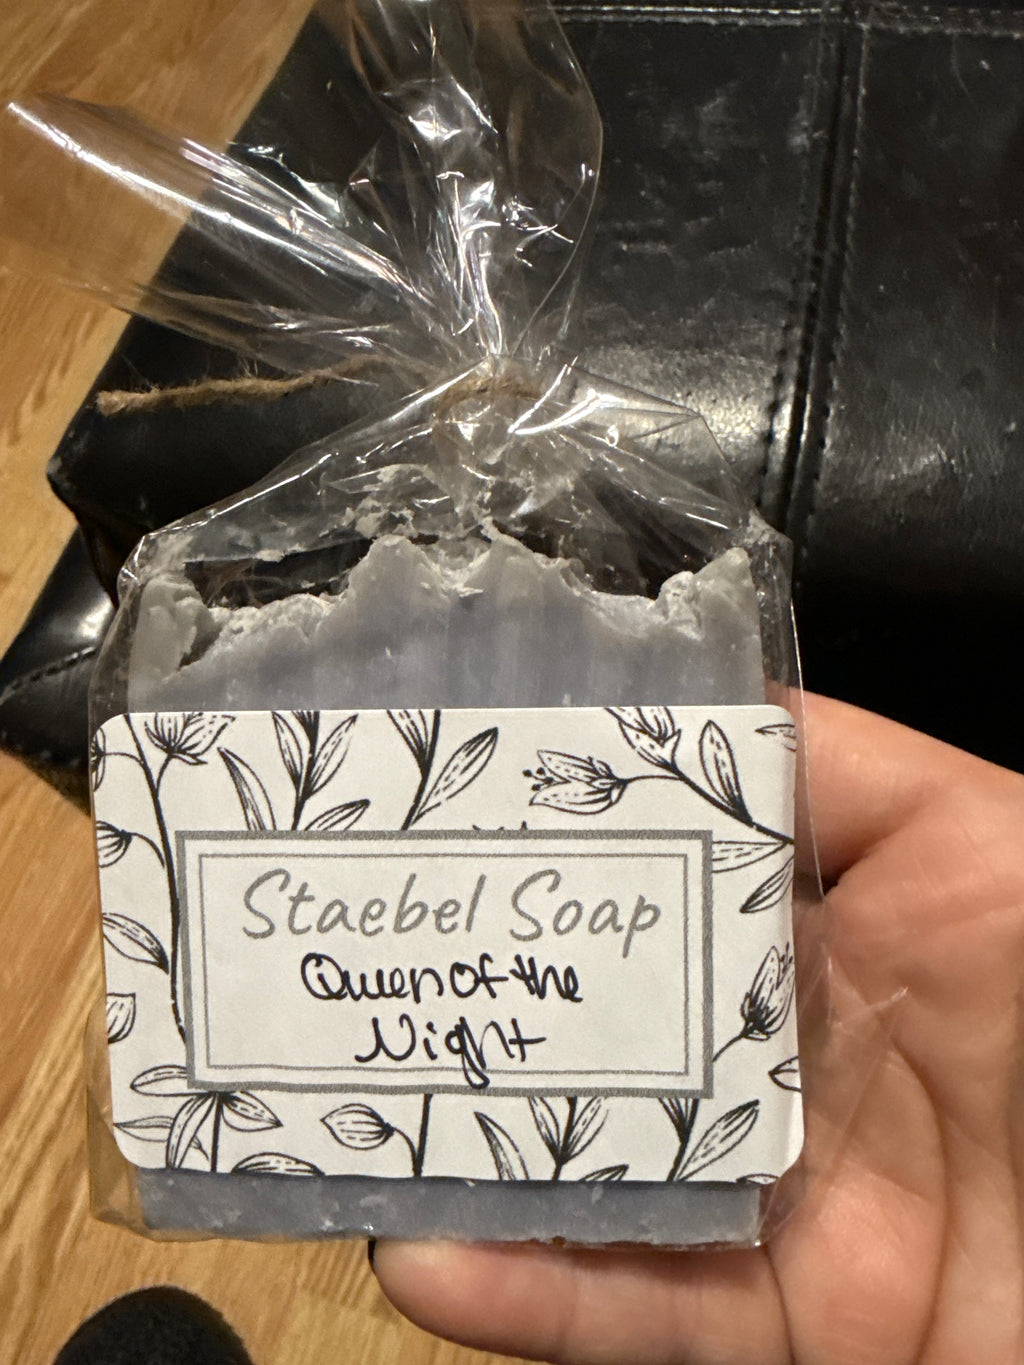 Staebel Soap
Queen of the
Night